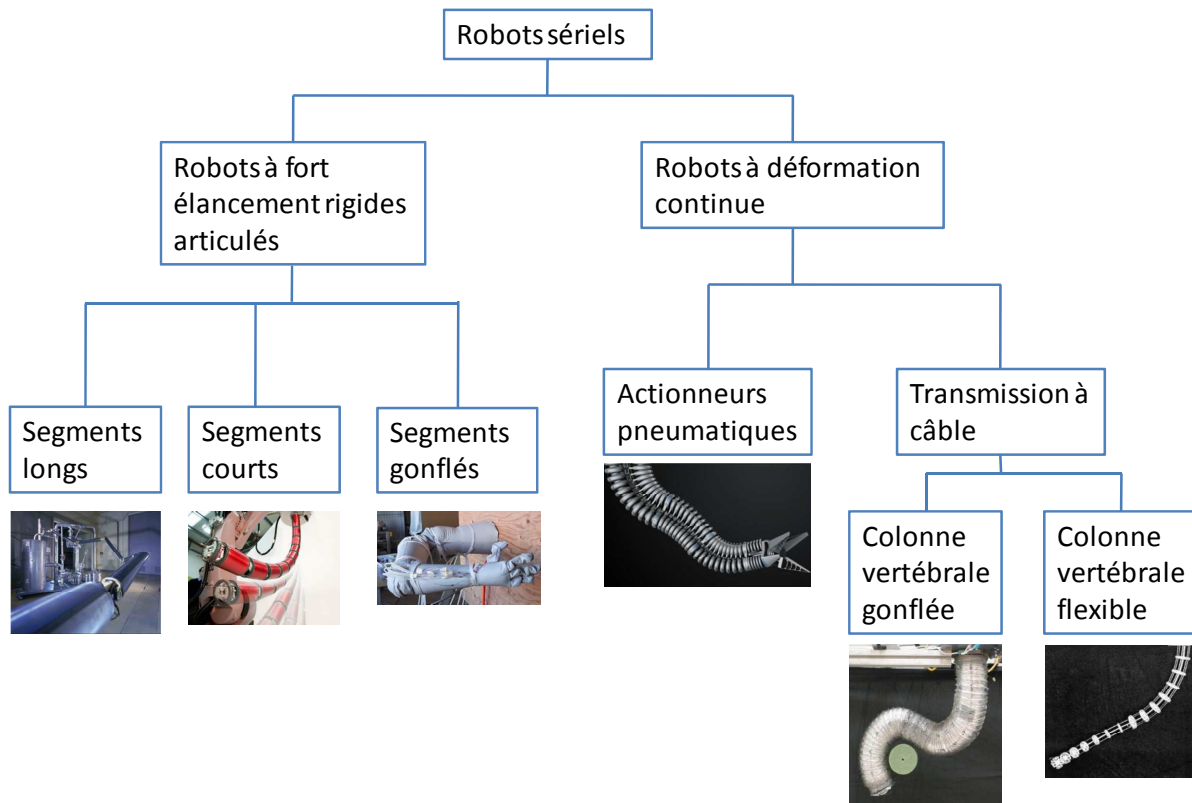 Robots sériels
Robots à fort
élancement rigides
articulés
Robots à déformation
continue
Segments
longs
Segments
courts
Segments
gonflés
Actionneurs
pneumatiques
Transmission à
câble
Colonne
vertébrale
gonflée
Colonne
vertébrale
flexible